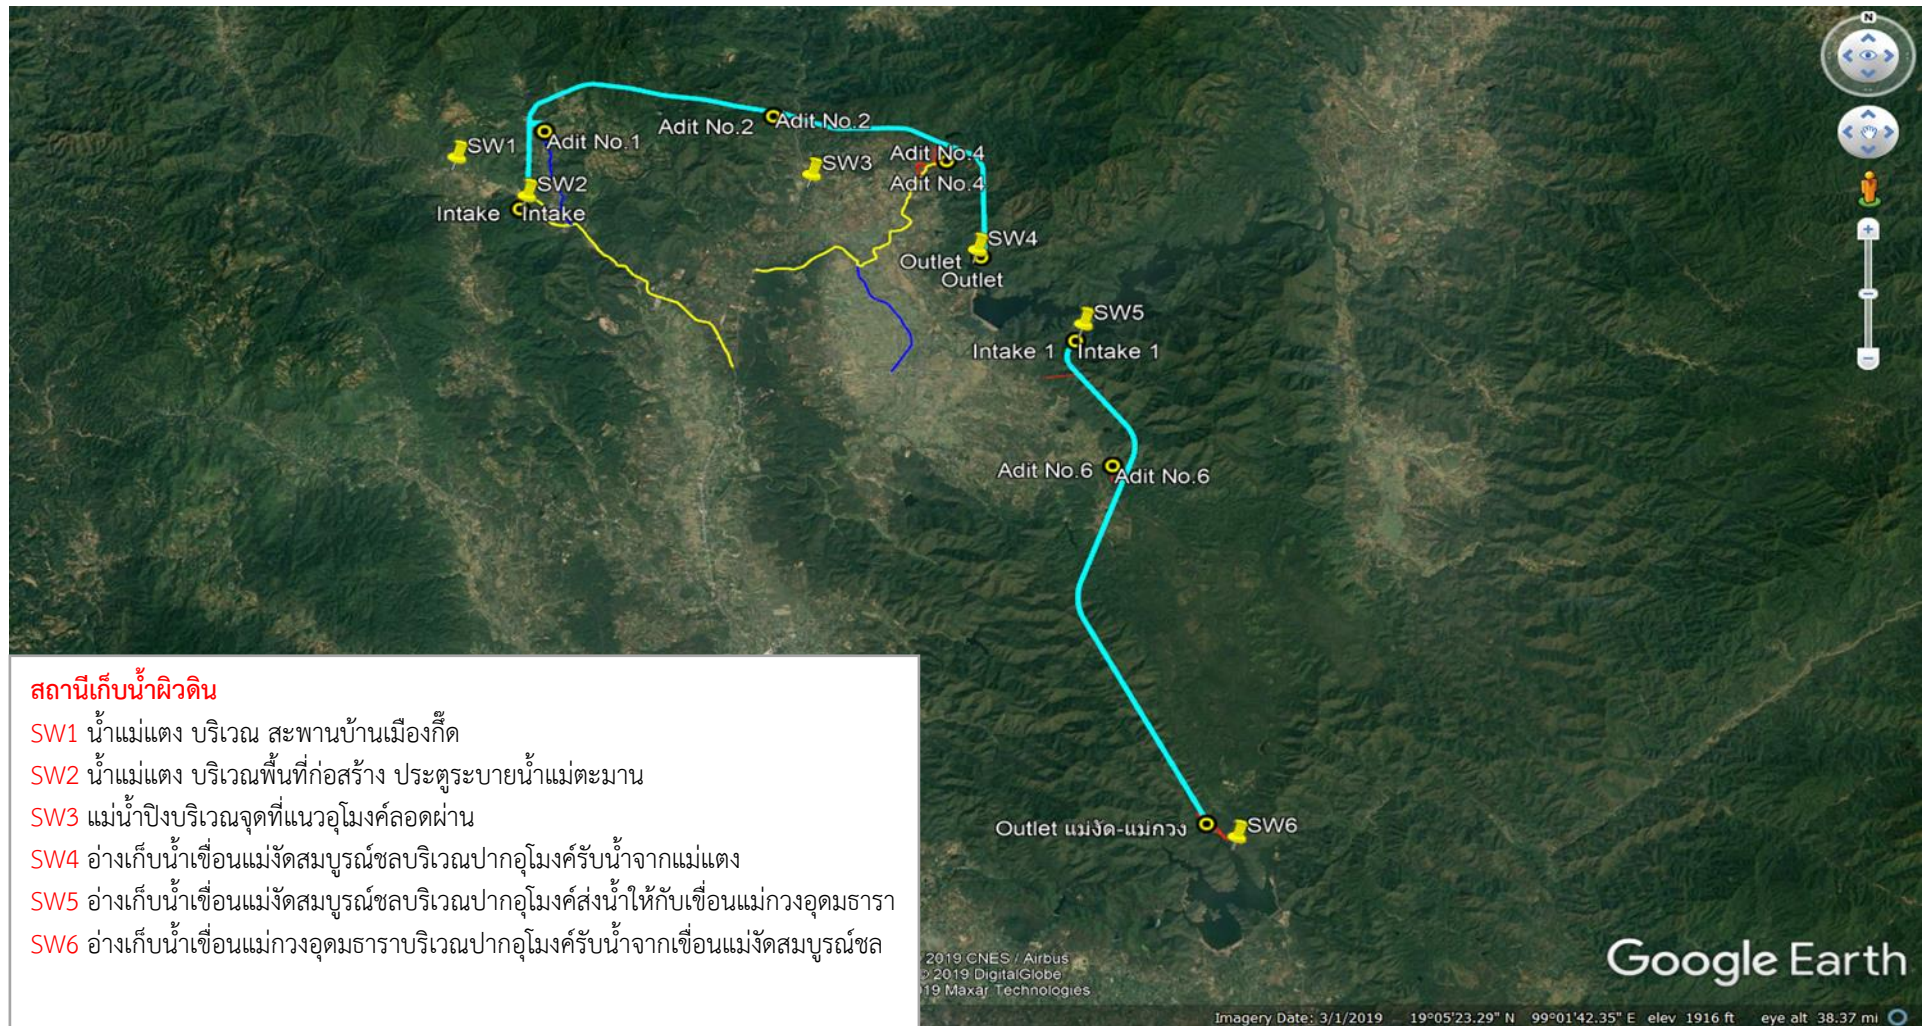 N
SW1
Adit No.1
Adit No.2
Adit No.2
SW3
Adit No.4
Adit No.4
SW2
Intake
Intake
SW4
Outlet
Outlet
SW5
Intake 1
Intake 1
Adit No.6
Adit No.6
Outlet แม่งัด-แม่กวง
SW6
สถานีเก็บน้ำผิวดิน
SW1 น้ำแม่แตง บริเวณ สะพานบ้านเมืองกื๊ด
SW2 น้ำแม่แตง บริเวณพื้นที่ก่อสร้าง ประตูระบายน้ำแม่ตะมาน
SW3 แม่น้ำปิงบริเวณจุดที่แนวอุโมงค์ลอดผ่าน
SW4 อ่างเก็บน้ำเขื่อนแม่งัดสมบูรณ์ชลบริเวณปากอุโมงค์รับน้ำจากแม่แตง
SW5 อ่างเก็บน้ำเขื่อนแม่งัดสมบูรณ์ชลบริเวณปากอุโมงค์ส่งน้ำให้กับเขื่อนแม่กวงอุดมธารา
SW6 อ่างเก็บน้ำเขื่อนแม่กวงอุดมธาราบริเวณปากอุโมงค์รับน้ำจากเขื่อนแม่งัดสมบูรณ์ชล
2019 CNES / Airbus
© 2019 DigitalGlobe
19 Maxar Technologies
Google Earth
Imagery Date: 3/1/2019 19°05'23.29" N 99°01'42.35" E elev 1916 ft eye alt 38.37 mi